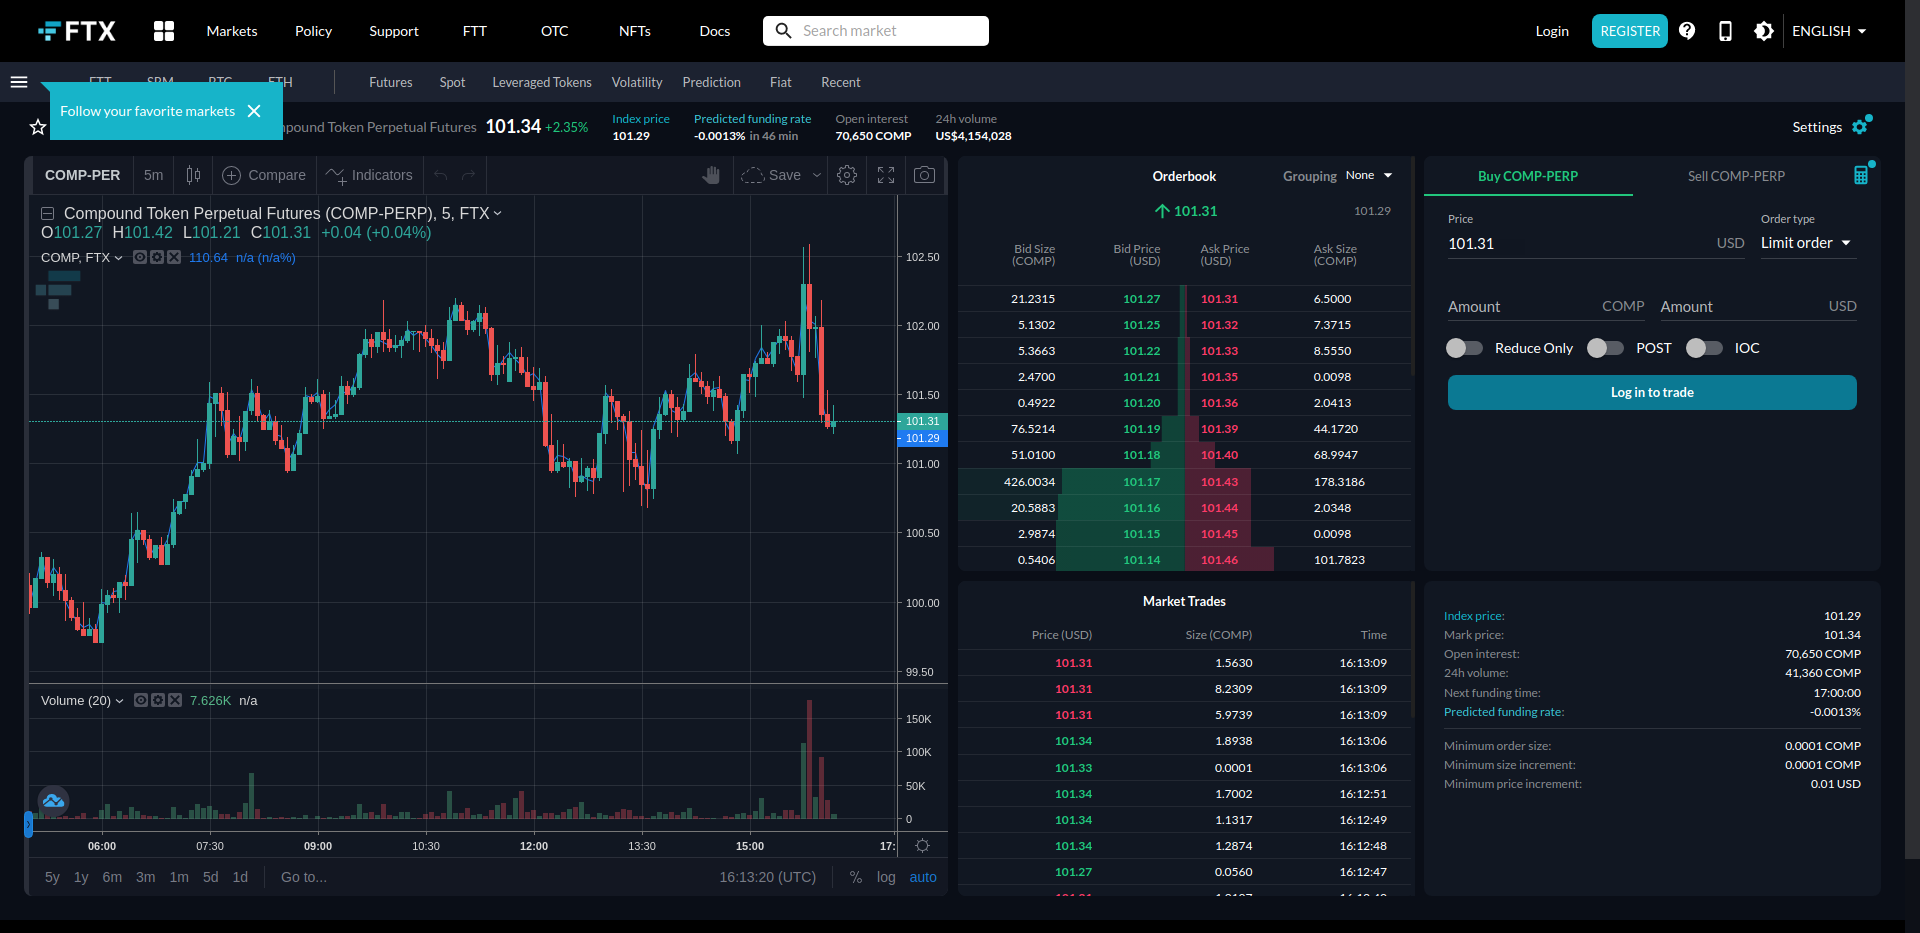 FTX
Markets
Policy
Support
FTT
OTC
NFTs
Docs
Search market
Login
REGISTER
ENGLISH
Futures
Spot
Leveraged Tokens
Volatility
Prediction
Fiat
Recent
Follow your favorite markets
Token Perpetual Futures
101.34 +2.35%
Index price
101.29
Predicted funding rate
-0.0013% in 46 min
Open interest
70,650 COMP
24h volume
US$4,154,028
Settings
COMP-PER
5m
Compare
Indicators
Save
Compound Token Perpetual Futures (COMP-PERP), 5, FTX
O101.27 H101.42 L101.21 C101.31 +0.04 (+0.04%)
COMP, FTX 110.64 n/a (n/a%)
102.50
102.00
101.50
101.31
101.29
101.00
100.50
100.00
99.50
Volume (20) 7.626K n/a
150K
100K
50K
0
06:00 07:30 09:00 10:30 12:00 13:30 15:00 17:
5y 1y 6m 3m 1m 5d 1d Go to...
16:13:20 (UTC) % log auto
Orderbook
Grouping None
101.31
101.29
Bid Size (COMP) Bid Price (USD) Ask Price (USD) Ask Size (COMP)
21.2315 101.27 101.31 6.5000
5.1302 101.25 101.32 7.3715
5.3663 101.22 101.33 8.5550
2.4700 101.21 101.35 0.0098
0.4922 101.20 101.36 2.0413
76.5214 101.19 101.39 44.1720
51.0100 101.18 101.40 68.9947
426.0034 101.17 101.43 178.3186
20.5883 101.16 101.44 2.0348
2.9874 101.15 101.45 0.0098
0.5406 101.14 101.46 101.7823
Market Trades
Price (USD) Size (COMP) Time
101.31 1.5630 16:13:09
101.31 8.2309 16:13:09
101.31 5.9739 16:13:09
101.34 1.8938 16:13:06
101.33 0.0001 16:13:06
101.34 1.7002 16:12:51
101.34 1.1317 16:12:49
101.34 1.2874 16:12:48
101.27 0.0560 16:12:47
Buy COMP-PERP
Sell COMP-PERP
Price
101.31 USD
Order type
Limit order
Amount COMP
Amount USD
Reduce Only
POST
IOC
Log in to trade
Index price: 101.29
Mark price: 101.34
Open interest: 70,650 COMP
24h volume: 41,360 COMP
Next funding time: 17:00:00
Predicted funding rate: -0.0013%
Minimum order size: 0.0001 COMP
Minimum size increment: 0.0001 COMP
Minimum price increment: 0.01 USD